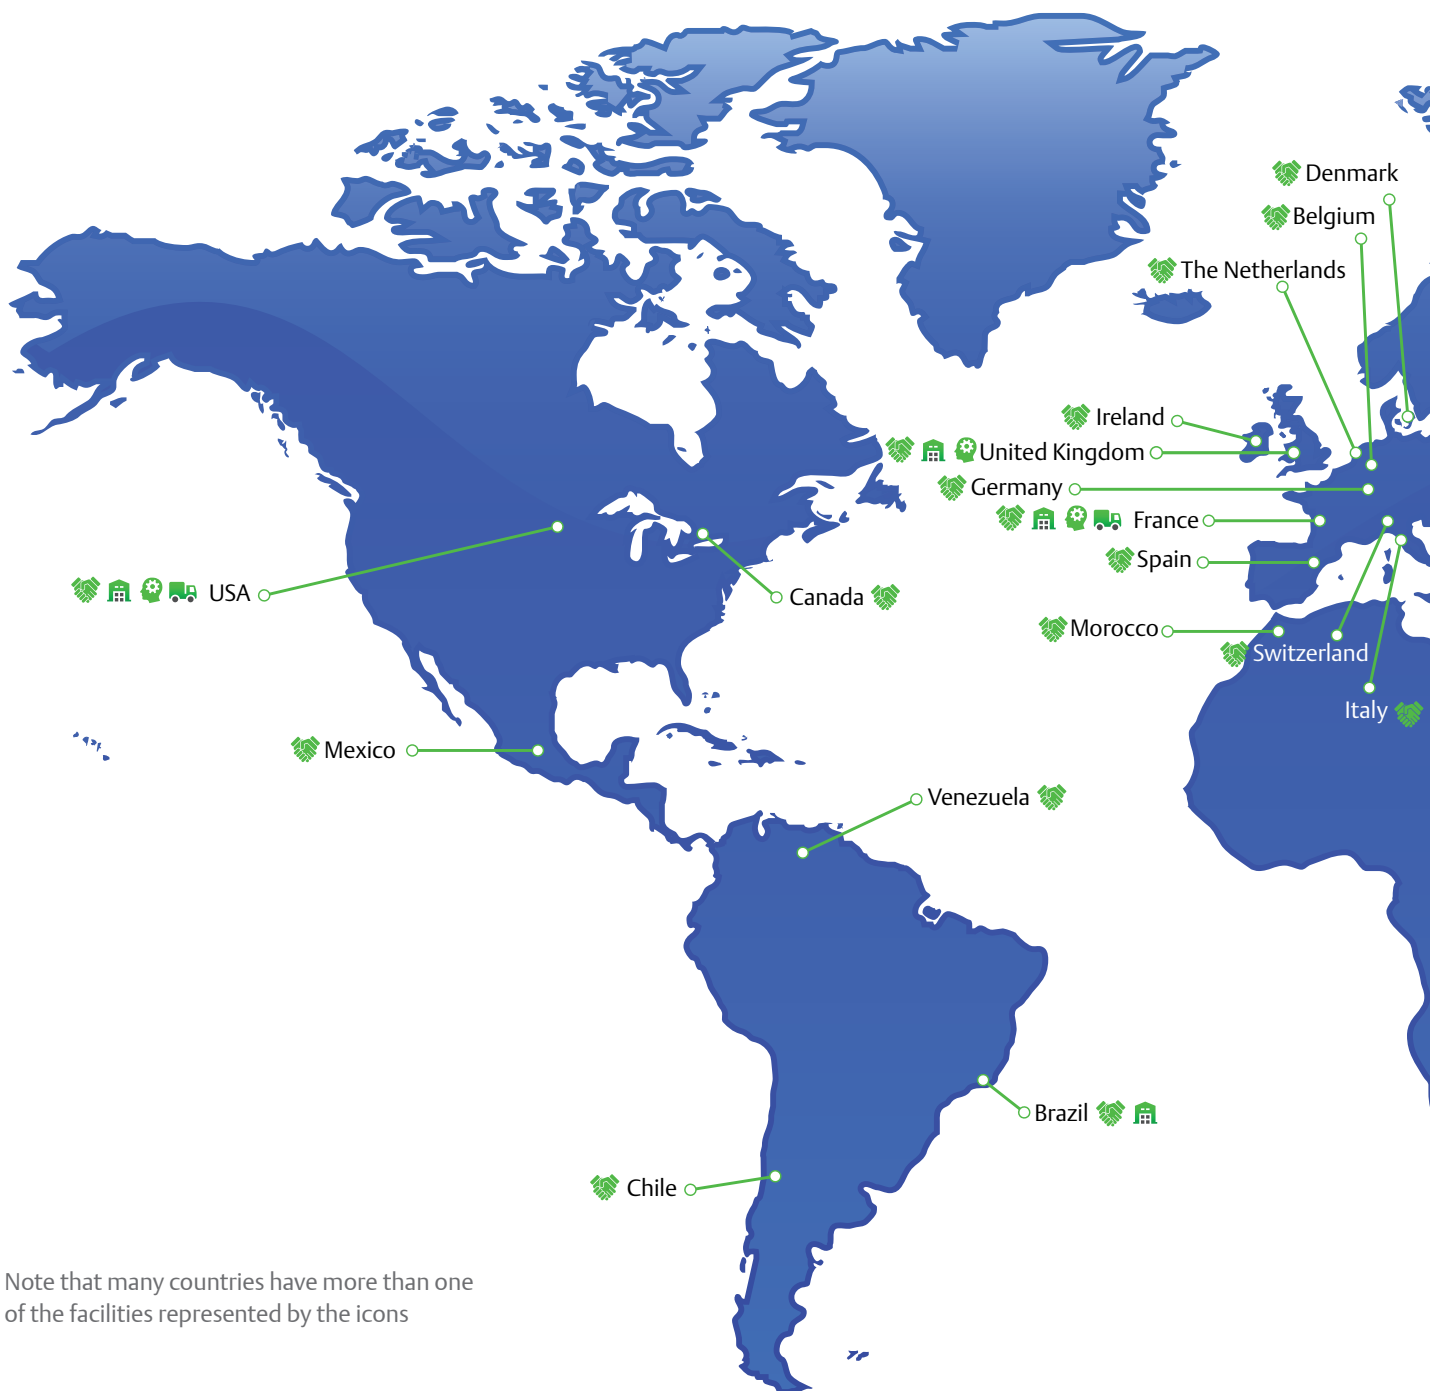 Denmark
Belgium
The Netherlands
Ireland
United Kingdom
Germany
France
Spain
USA
Canada
Morocco
Switzerland
Italy
Mexico
Venezuela
Brazil
Chile
Note that many countries have more than one
of the facilities represented by the icons